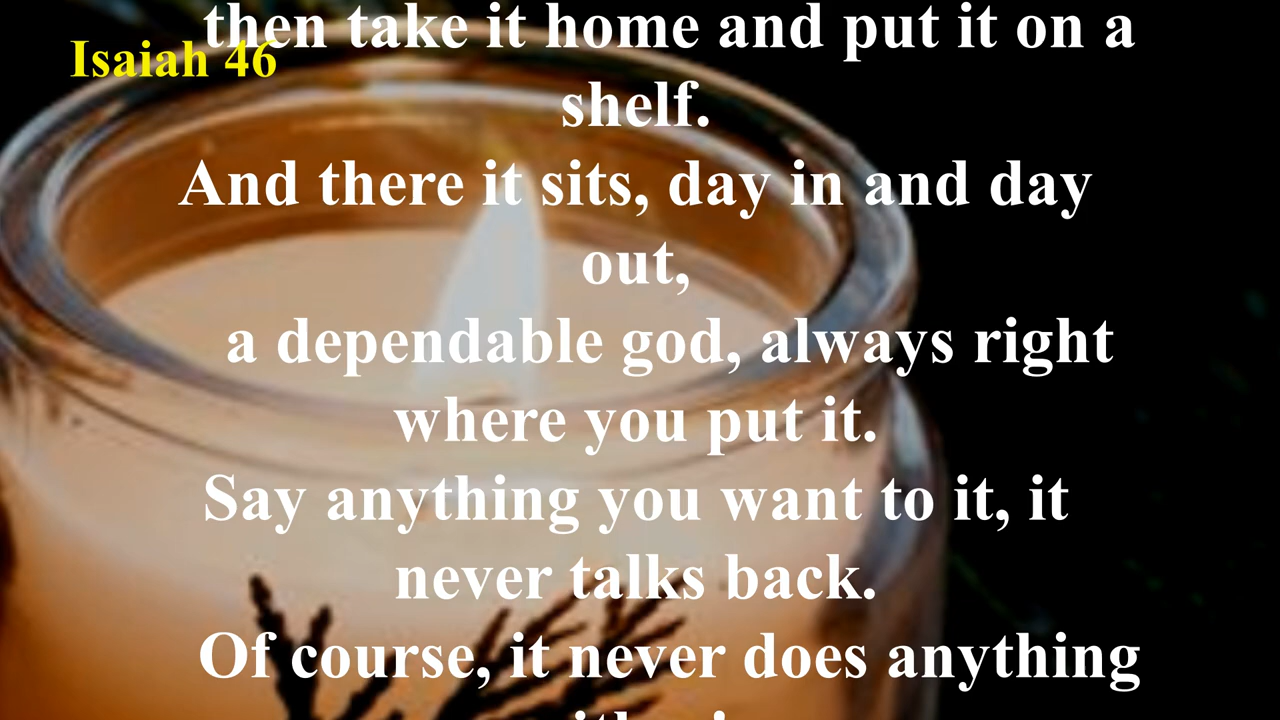 then take it home and put it on a
Isaiah 46
shelf.
And there it sits, day in and day
out,
a dependable god, always right
where you put it.
Say anything you want to it, it
never talks back.
Of course, it never does anything